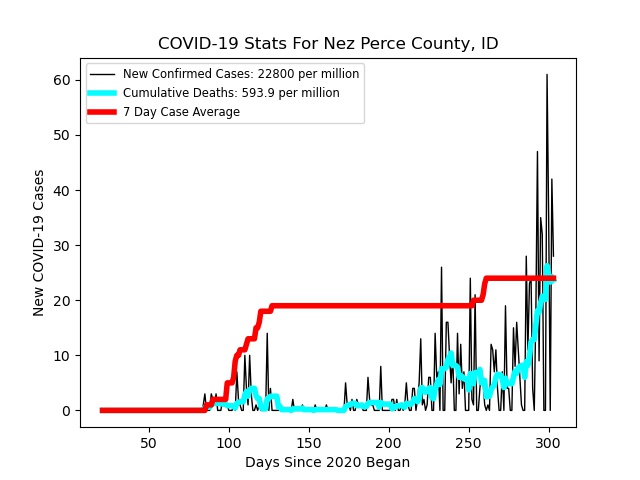 COVID-19 Stats For Nez Perce County, ID
New Confirmed Cases: 22800 per million
Cumulative Deaths: 593.9 per million
7 Day Case Average
New COVID-19 Cases
60
50
40
30
20
10
0
50 100 150 200 250 300
Days Since 2020 Began